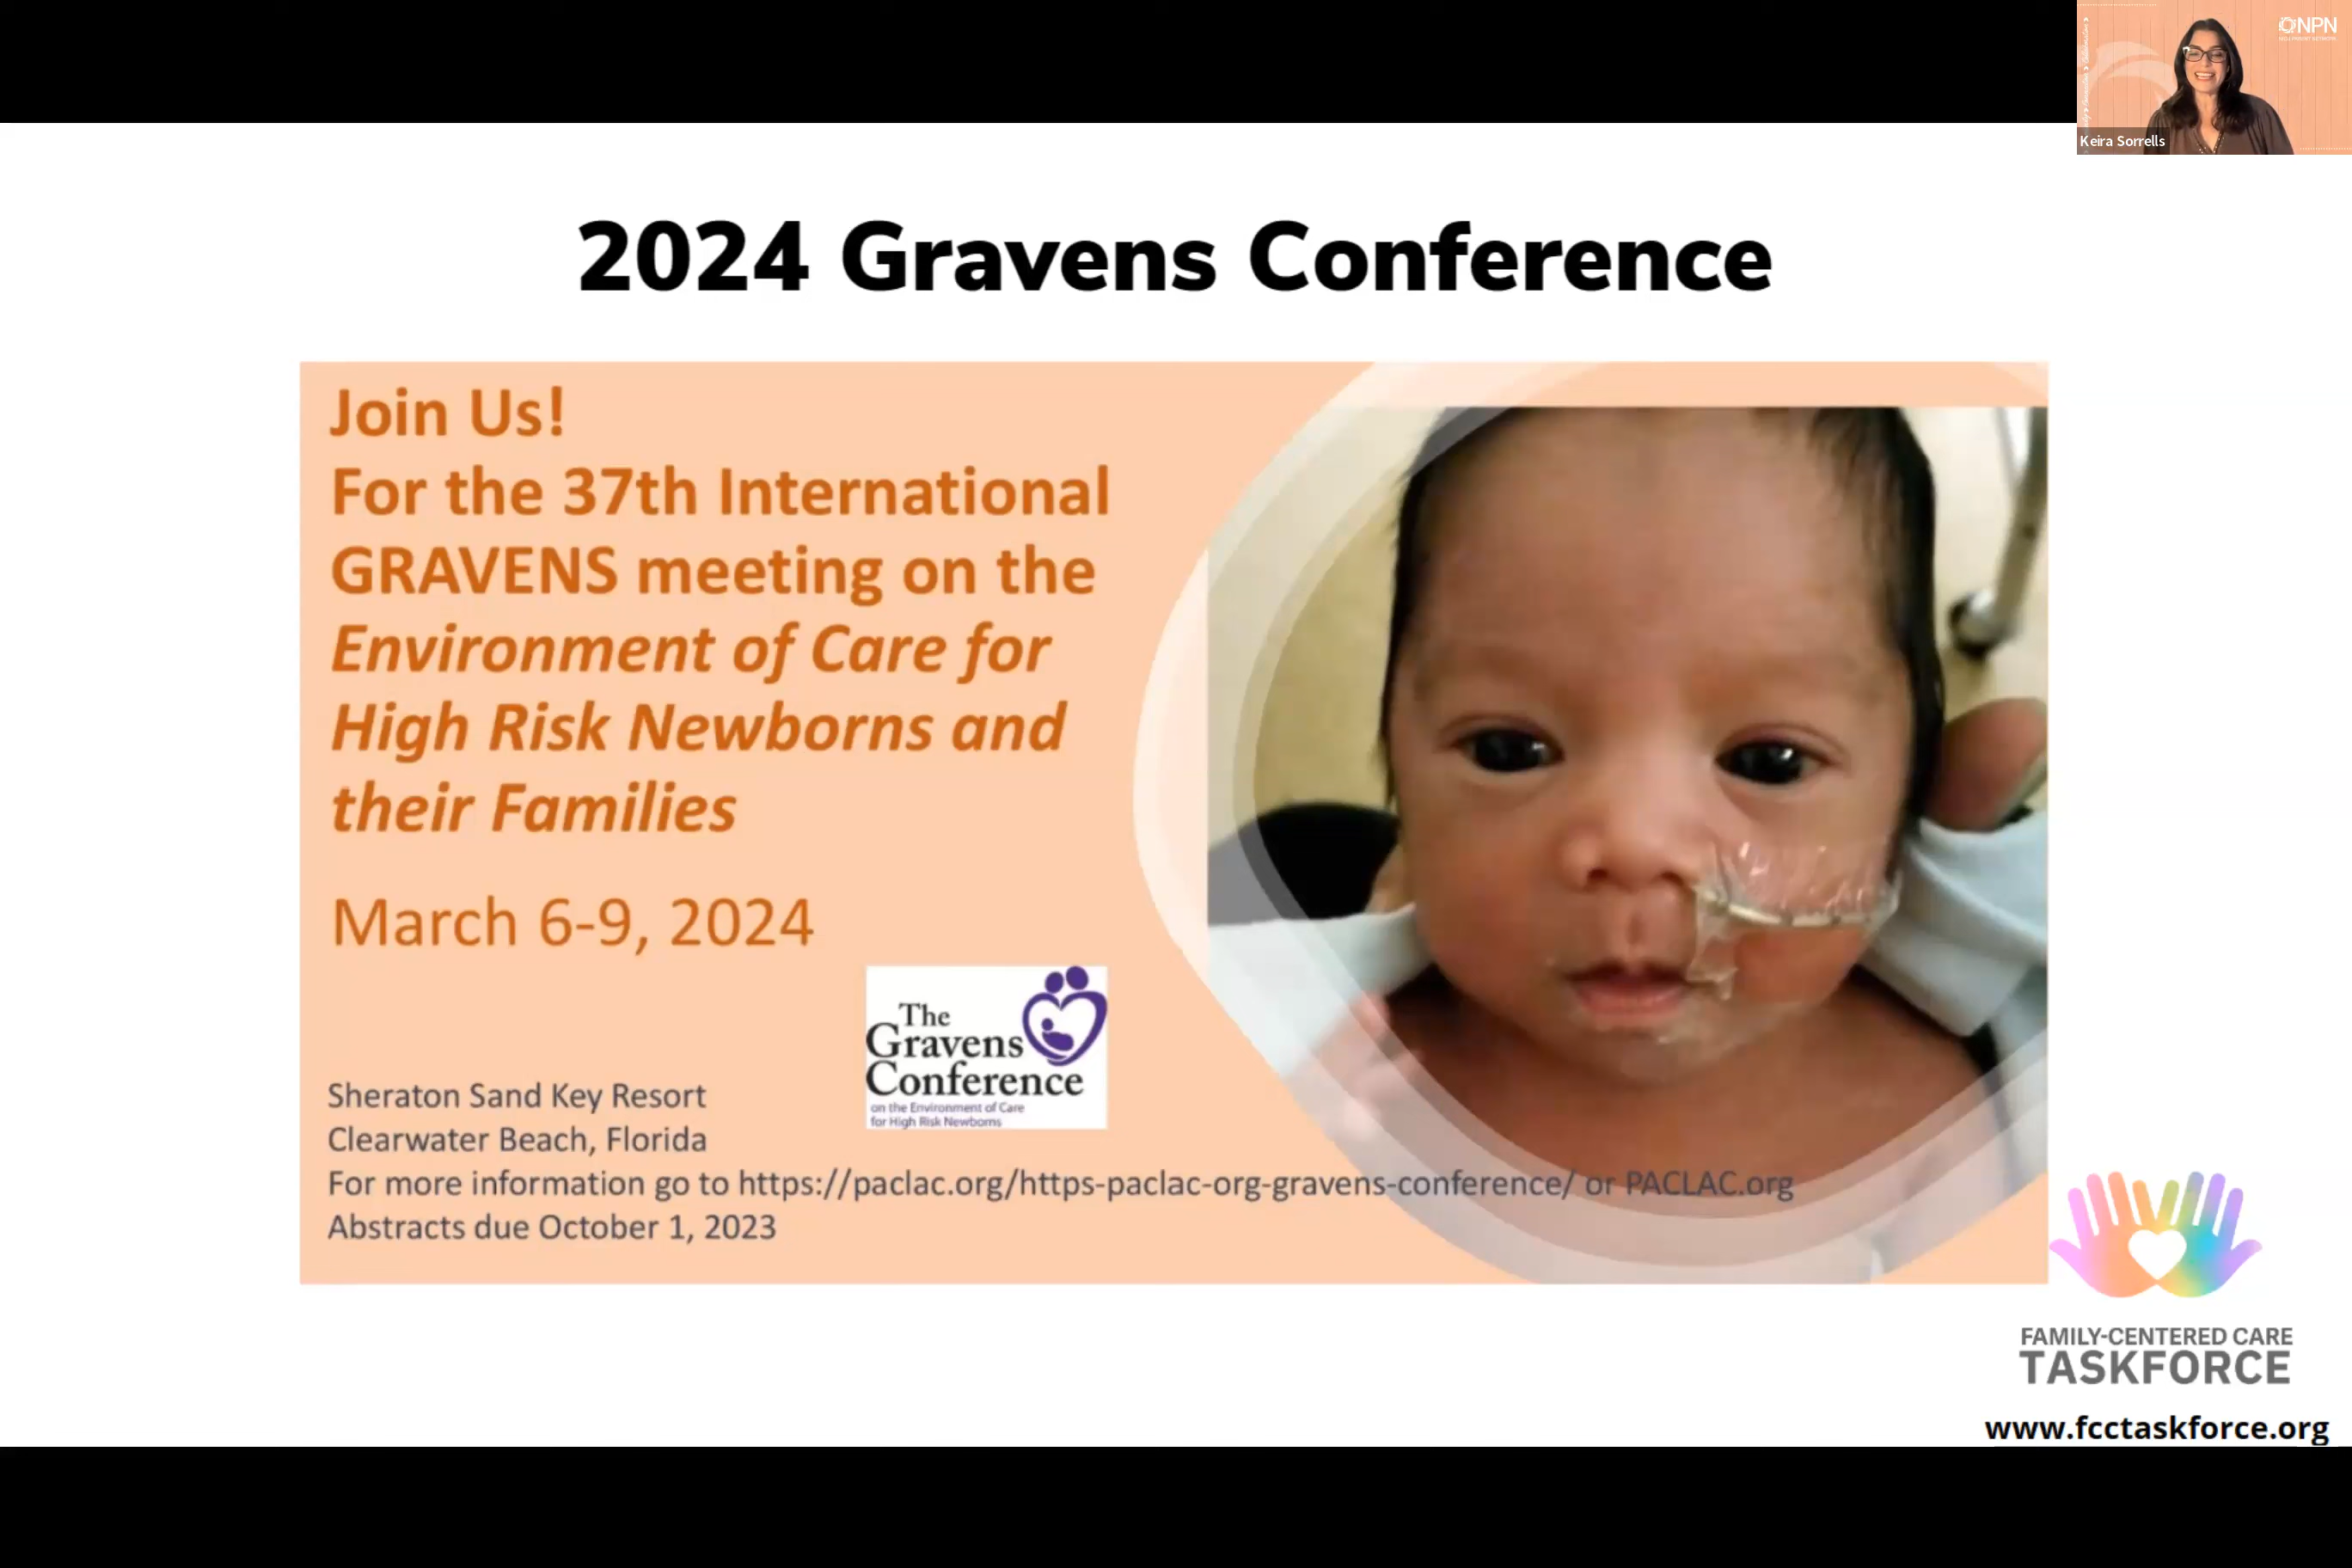 NPN
Keira Sorrells
2024 Gravens Conference
Join Us!
For the 37th International
GRAVENS meeting on the
Environment of Care for
High Risk Newborns and
their Families
March 6-9, 2024
The
Gravens
Conference
on the Environment of Care
for High Risk Newborns
Sheraton Sand Key Resort
Clearwater Beach, Florida
For more information go to https://paclac.org/https-paclac-org-gravens-conference/ or PACLAC.org
Abstracts due October 1, 2023
FAMILY-CENTERED CARE
TASKFORCE
www.fcctaskforce.org